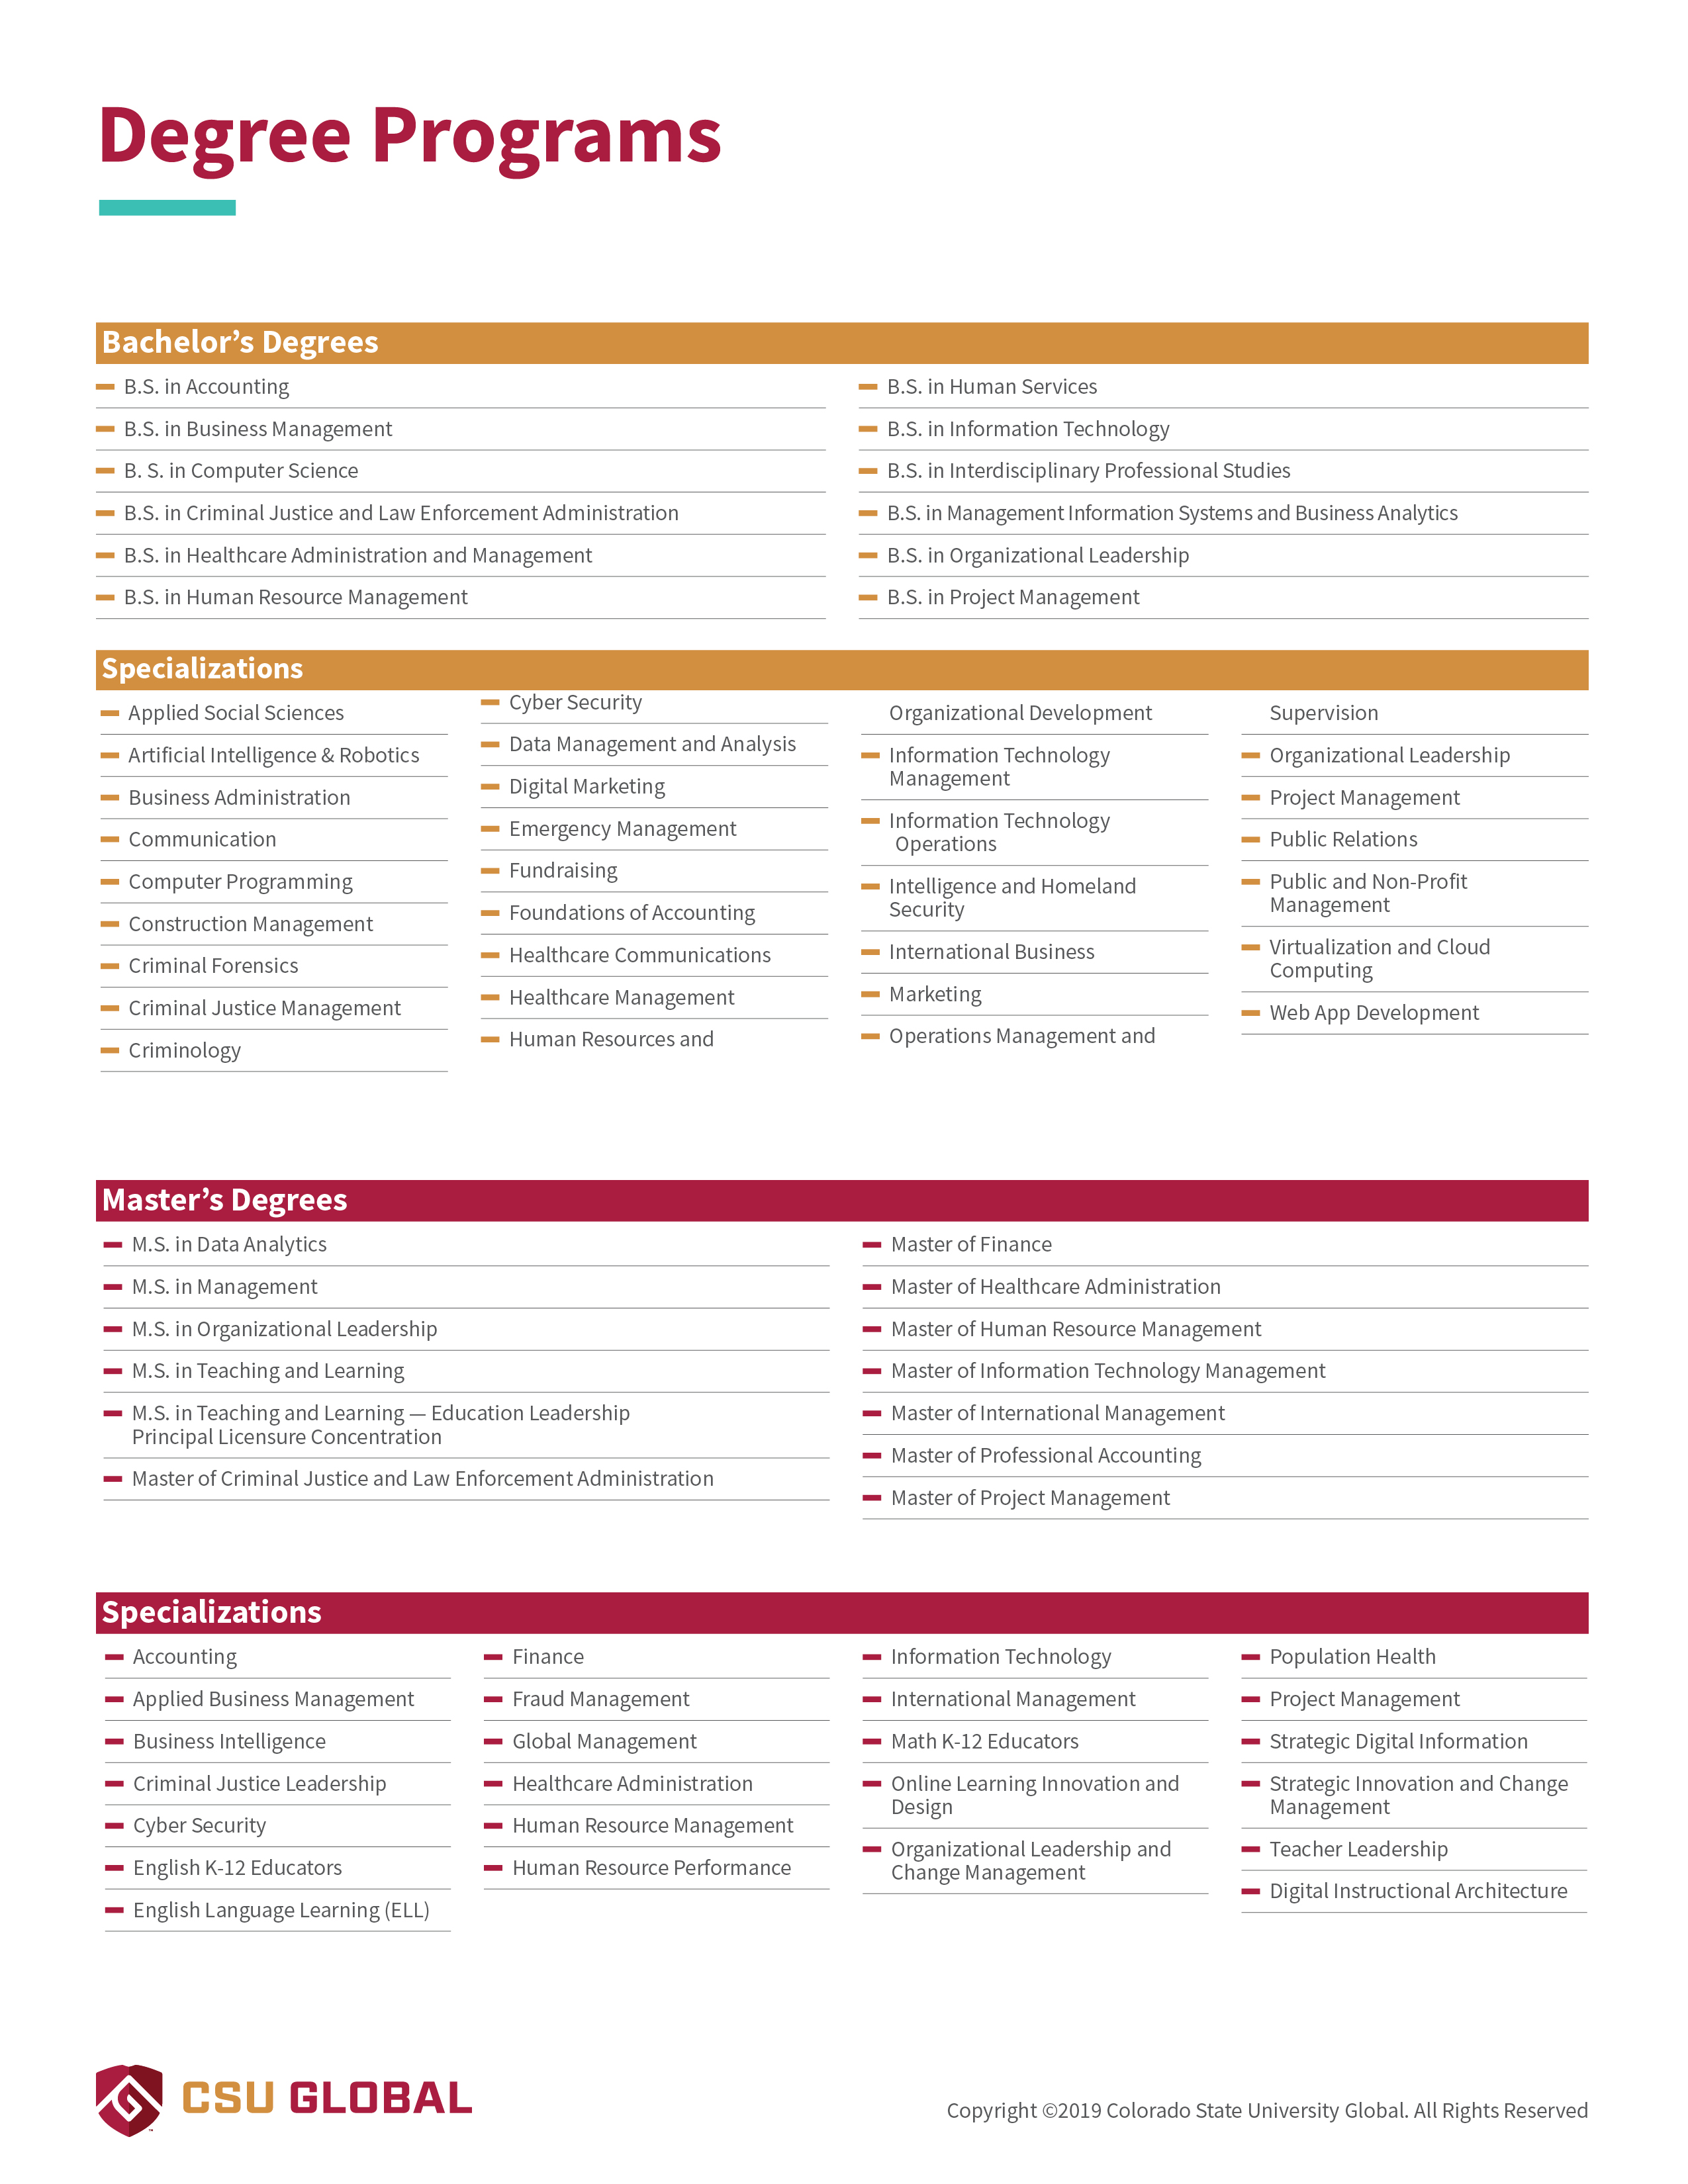 Degree Programs
Bachelor’s Degrees
B.S. in Accounting
B.S. in Business Management
B. S. in Computer Science
B.S. in Criminal Justice and Law Enforcement Administration
B.S. in Healthcare Administration and Management
B.S. in Human Resource Management
B.S. in Human Services
B.S. in Information Technology
B.S. in Interdisciplinary Professional Studies
B.S. in Management Information Systems and Business Analytics
B.S. in Organizational Leadership
B.S. in Project Management
Specializations
Applied Social Sciences
Artificial Intelligence & Robotics
Business Administration
Communication
Computer Programming
Construction Management
Criminal Forensics
Criminal Justice Management
Criminology
Cyber Security
Data Management and Analysis
Digital Marketing
Emergency Management
Fundraising
Foundations of Accounting
Healthcare Communications
Healthcare Management
Human Resources and
Organizational Development
Information Technology
Management
Information Technology
Operations
Intelligence and Homeland
Security
International Business
Marketing
Operations Management and
Supervision
Organizational Leadership
Project Management
Public Relations
Public and Non-Profit
Management
Virtualization and Cloud
Computing
Web App Development
Master’s Degrees
M.S. in Data Analytics
M.S. in Management
M.S. in Organizational Leadership
M.S. in Teaching and Learning
M.S. in Teaching and Learning — Education Leadership
Principal Licensure Concentration
Master of Criminal Justice and Law Enforcement Administration
Master of Finance
Master of Healthcare Administration
Master of Human Resource Management
Master of Information Technology Management
Master of International Management
Master of Professional Accounting
Master of Project Management
Specializations
Accounting
Applied Business Management
Business Intelligence
Criminal Justice Leadership
Cyber Security
English K-12 Educators
English Language Learning (ELL)
Finance
Fraud Management
Global Management
Healthcare Administration
Human Resource Management
Human Resource Performance
Information Technology
International Management
Math K-12 Educators
Online Learning Innovation and
Design
Organizational Leadership and
Change Management
Population Health
Project Management
Strategic Digital Information
Strategic Innovation and Change
Management
Teacher Leadership
Digital Instructional Architecture
CSU GLOBAL
Copyright ©2019 Colorado State University Global. All Rights Reserved